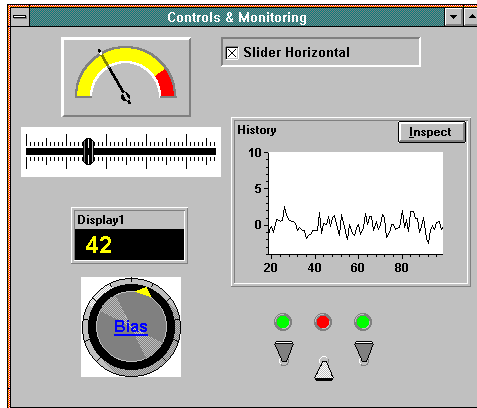 Controls & Monitoring
Slider Horizontal
History
Inspect
10
5
0
20 40 60 80
Display1
42
Bias